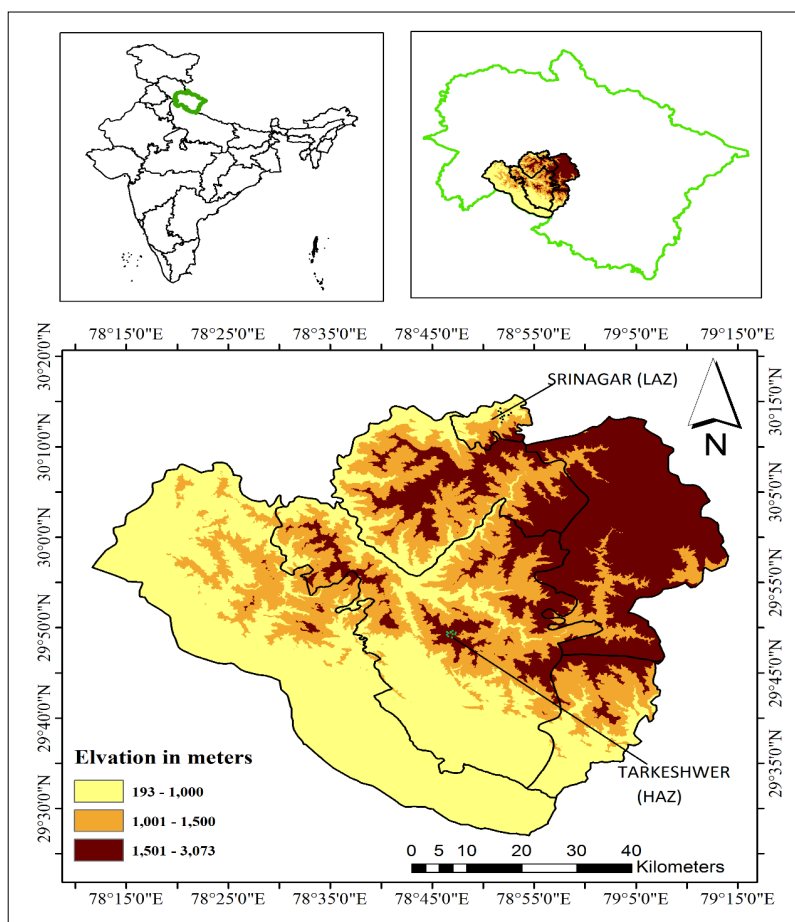 78°15'0"E 78°25'0"E 78°35'0"E 78°45'0"E 78°55'0"E 79°5'0"E 79°15'0"E
30°20'0"N
30°10'0"N
30°0'0"N
29°50'0"N
29°40'0"N
29°30'0"N
SRINAGAR (LAZ)
N
30°15'0"N
30°5'0"N
29°55'0"N
29°45'0"N
29°35'0"N
TARKESHWER
(HAZ)
Elvation in meters
193 - 1,000
1,001 - 1,500
1,501 - 3,073
0 5 10 20 30 40
Kilometers
78°15'0"E 78°25'0"E 78°35'0"E 78°45'0"E 78°55'0"E 79°5'0"E 79°15'0"E